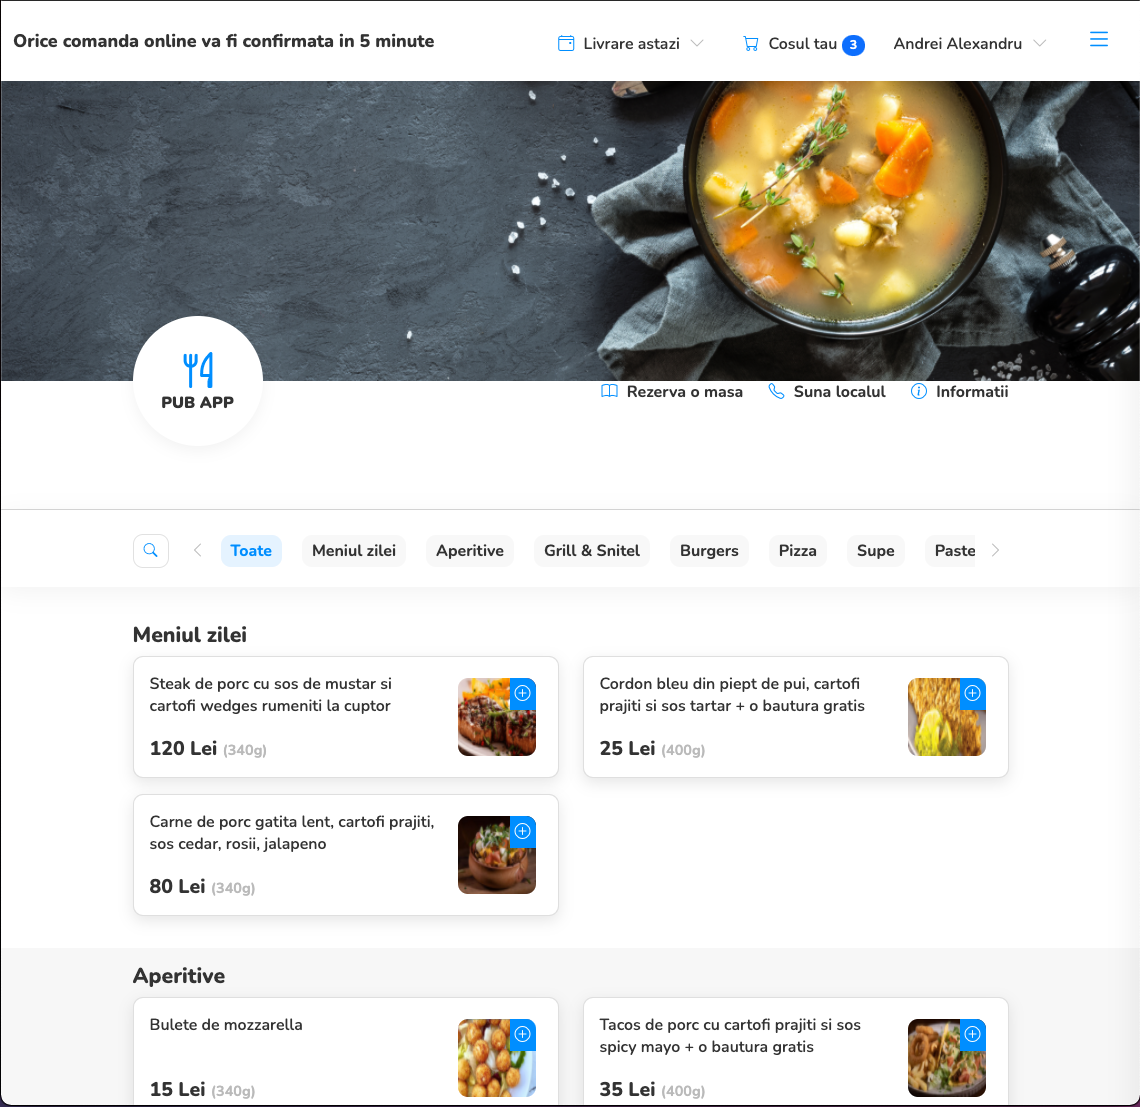 Orice comanda online va fi confirmata in 5 minute
Livrare astazi
Cosul tau 3
Andrei Alexandru
PUB APP
Rezerva o masa
Suna localul
Informatii
Toate
Meniul zilei
Aperitive
Grill & Snitel
Burgers
Pizza
Supe
Paste
Meniul zilei
Steak de porc cu sos de mustar si
cartofi wedges rumeniti la cuptor
120 Lei (340g)
Cordon bleu din piept de pui, cartofi
prajiti si sos tartar + o bautura gratis
25 Lei (400g)
Carne de porc gatita lent, cartofi prajiti,
sos cedar, rosii, jalapeno
80 Lei (340g)
Aperitive
Bulete de mozzarella
15 Lei (340g)
Tacos de porc cu cartofi prajiti si sos
spicy mayo + o bautura gratis
35 Lei (400g)